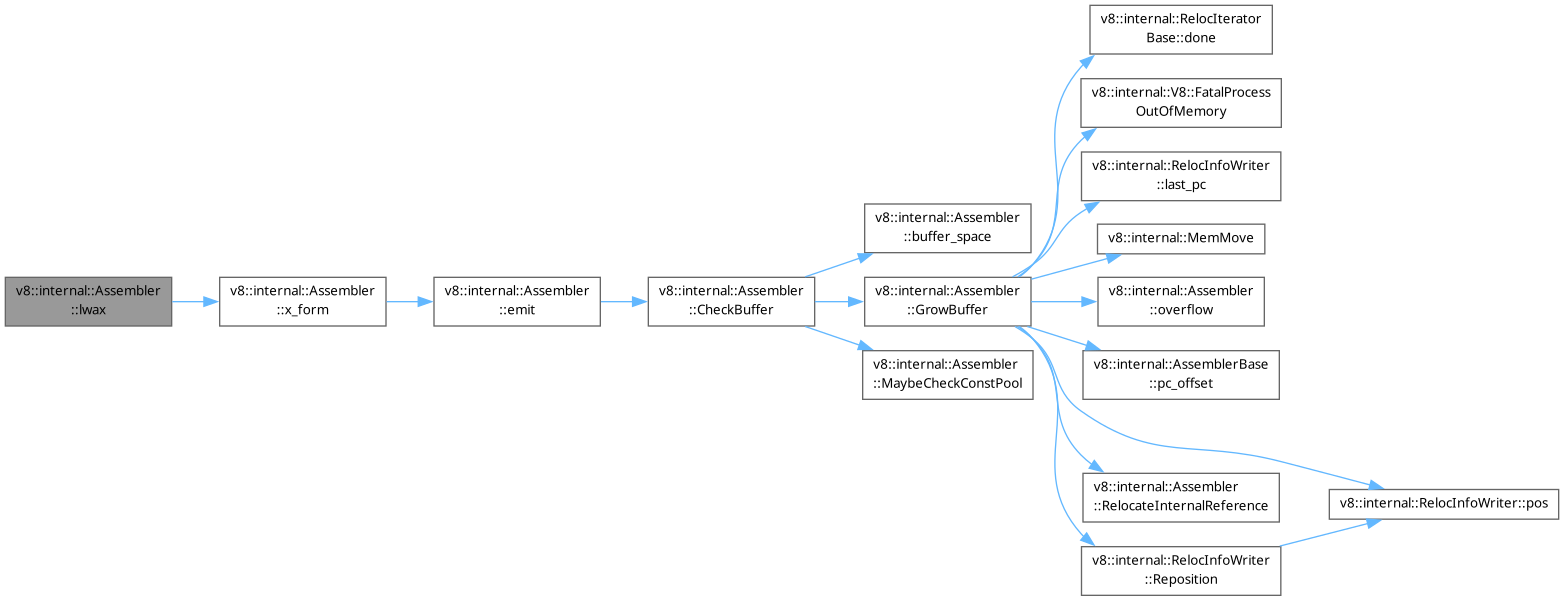 v8::internal::Assembler
::lwax
v8::internal::Assembler
::x_form
v8::internal::Assembler
::emit
v8::internal::Assembler
::CheckBuffer
v8::internal::Assembler
::buffer_space
v8::internal::Assembler
::GrowBuffer
v8::internal::Assembler
::MaybeCheckConstPool
v8::internal::RelocIterator
Base::done
v8::internal::V8::FatalProcess
OutOfMemory
v8::internal::RelocInfoWriter
::last_pc
v8::internal::MemMove
v8::internal::Assembler
::overflow
v8::internal::AssemblerBase
::pc_offset
v8::internal::Assembler
::RelocateInternalReference
v8::internal::RelocInfoWriter
::Reposition
v8::internal::RelocInfoWriter::pos